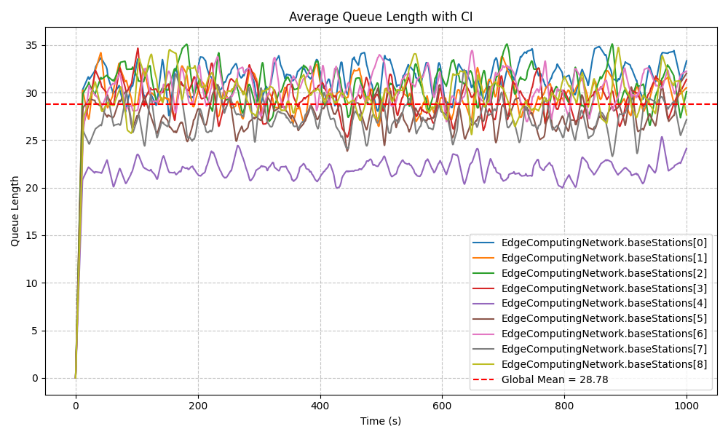 Average Queue Length with CI
Queue Length
35
30
25
20
15
10
5
0
EdgeComputingNetwork.baseStations[0]
EdgeComputingNetwork.baseStations[1]
EdgeComputingNetwork.baseStations[2]
EdgeComputingNetwork.baseStations[3]
EdgeComputingNetwork.baseStations[4]
EdgeComputingNetwork.baseStations[5]
EdgeComputingNetwork.baseStations[6]
EdgeComputingNetwork.baseStations[7]
EdgeComputingNetwork.baseStations[8]
Global Mean = 28.78
0 200 400 600 800 1000
Time (s)